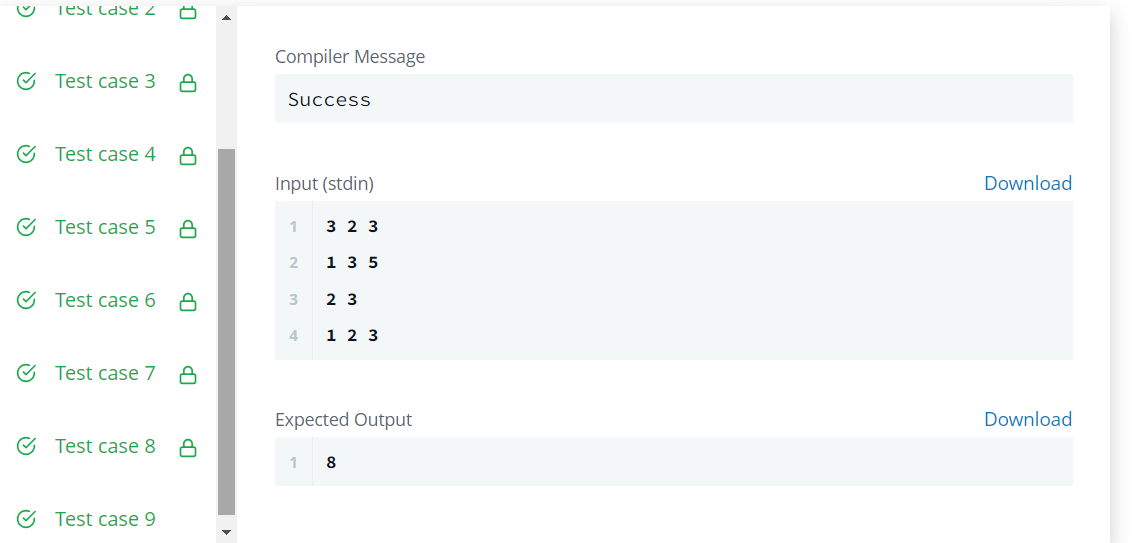 Test case 2
Test case 3
Test case 4
Test case 5
Test case 6
Test case 7
Test case 8
Test case 9
Compiler Message
Success
Input (stdin)
Download
1 3 2 3
2 1 3 5
3 2 3
4 1 2 3
Expected Output
Download
1 8